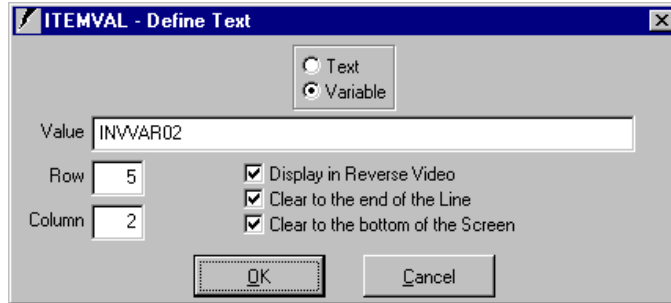 ITEMVAL - Define Text
Text
Variable
Value INVVAR02
Row 5
Display in Reverse Video
Clear to the end of the Line
Column 2
Clear to the bottom of the Screen
OK Cancel